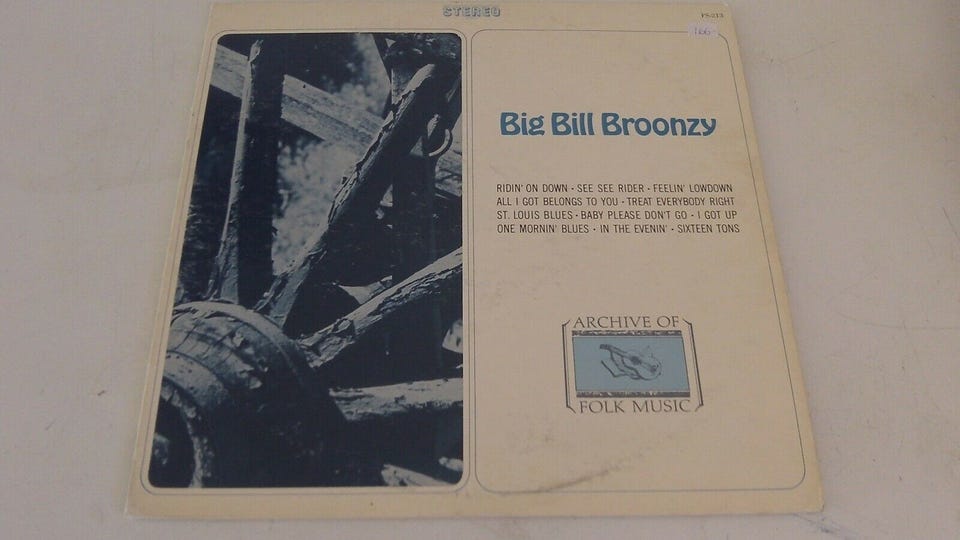 STEREO
FS-213
166
Big Bill Broonzy
RIDIN' ON DOWN • SEE SEE RIDER • FEELIN' LOWDOWN
ALL I GOT BELONGS TO YOU • TREAT EVERYBODY RIGHT
ST. LOUIS BLUES • BABY PLEASE DON'T GO • I GOT UP
ONE MORNIN' BLUES • IN THE EVENIN' • SIXTEEN TONS
ARCHIVE OF
FOLK MUSIC